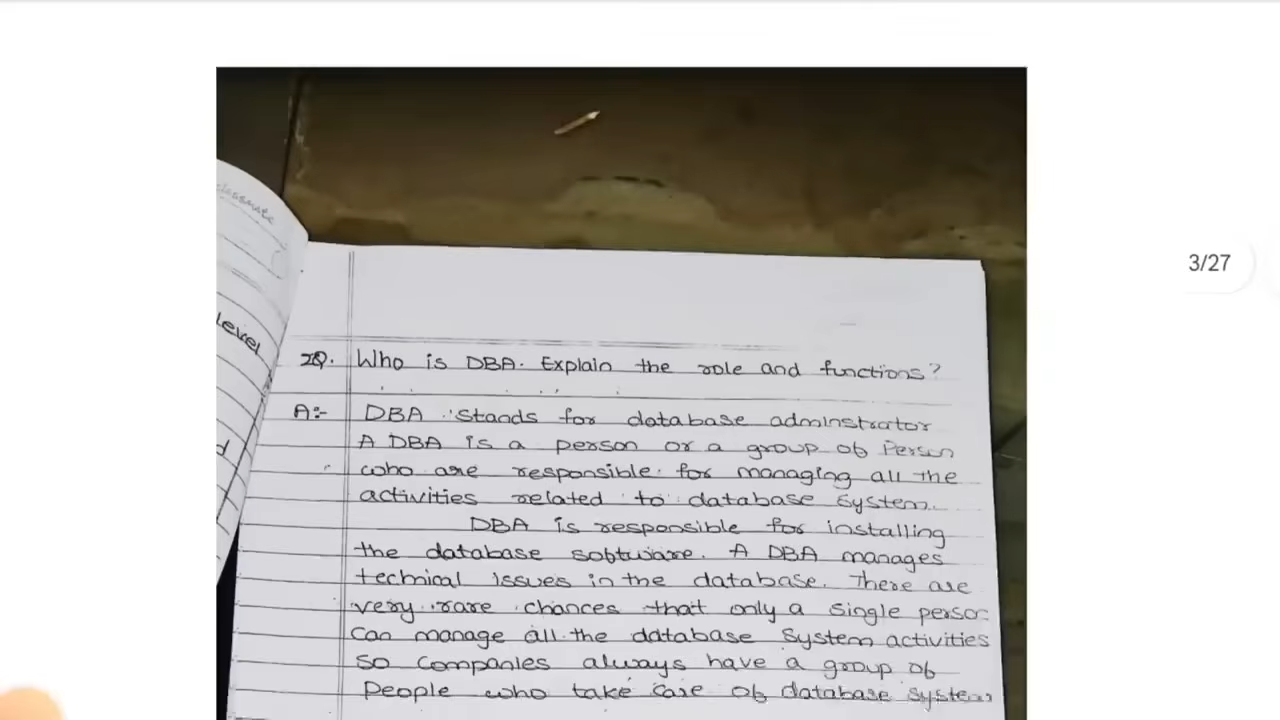 classmate
3/27
Level
2Q. Who is DBA. Explain the role and functions?
A:- DBA stands for database adminstrator
A DBA is a person or a group of Person
who are responsible for managing all the
activities related to database System.
DBA is responsible for installing
the database software. A DBA manages
technical issues in the database. There are
very rare chances that only a single person
can manage all the database System activities
so companies always have a group of
People who take care of database System